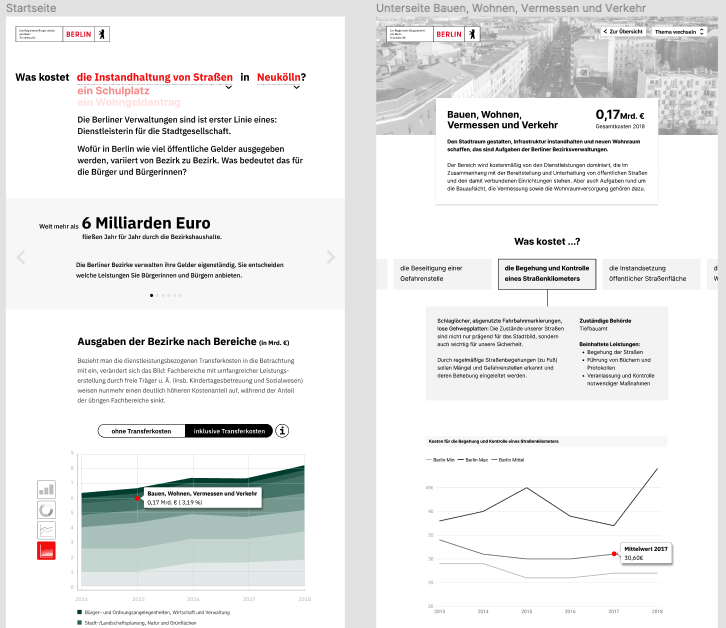 Startseite
BERLIN
Was kostet die Instandhaltung von Straßen in Neukölln?
ein Schulplatz
ein Wohngeldantrag
Die Berliner Verwaltungen sind ist erster Linie eines:
Dienstleisterin für die Stadtgesellschaft.
Wofür in Berlin wie viel öffentliche Gelder ausgegeben
werden, variiert von Bezirk zu Bezirk. Was bedeutet das für
die Bürger und Bürgerinnen?
Weit mehr als 6 Milliarden Euro
fließen Jahr für Jahr durch die Bezirkshaushalte.
Die Berliner Bezirke verwalten ihre Gelder eigenständig. Sie entscheiden
welche Leistungen Sie Bürgerinnen und Bürgern anbieten.
Ausgaben der Bezirke nach Bereiche (in Mrd. €)
Bezieht man die dienstleistungsbezogenen Transferkosten in die Betrachtung
mit ein, verändert sich das Bild: Fachbereiche mit umfangreicher Leistungs-
erstellung durch freie Träger u. Ä. (insb. Kindertagesbetreuung und Sozialwesen)
weisen nunmehr einen deutlich höheren Kostenanteil auf, während der Anteil
der übrigen Fachbereiche sinkt.
ohne Transferkosten
inklusive Transferkosten
i
9
8
7
6
5
4
3
2
1
0
Bauen, Wohnen, Vermessen und Verkehr
0,17 Mrd. € ( 3,19 %)
2014
2015
2016
2017
2018
Bürger- und Ordnungsangelegenheiten, Wirtschaft und Verwaltung
Stadt-/Landschaftsplanung, Natur und Grünflächen
Unterseite Bauen, Wohnen, Vermessen und Verkehr
BERLIN
Zur Übersicht
Thema wechseln
Bauen, Wohnen,
Vermessen und Verkehr
0,17 Mrd. €
Gesamtkosten 2018
Den Stadtraum gestalten, Infrastruktur instandhalten und neuen Wohnraum
schaffen, das sind Aufgaben der Berliner Bezirksverwaltungen.
Der Bereich wird kostenmäßig von den Dienstleistungen dominiert, die im
Zusammenhang mit der Bereitstellung und Unterhaltung von öffentlichen Straßen
und den damit verbundenen Einrichtungen stehen. Aber auch Aufgaben rund um
die Bauaufsicht, die Vermessung sowie die Wohnraumversorgung gehören dazu.
Was kostet ...?
die Beseitigung einer
Gefahrenstelle
die Begehung und Kontrolle
eines Straßenkilometers
die Instandsetzung
öffentlicher Straßenfläche
Schlaglöcher, abgenutzte Fahrbahnmarkierungen,
lose Gehwegplatten: Die Zustände unserer Straßen
sind nicht nur prägend für das Stadtbild, sondern
auch wichtig für unsere Sicherheit.
Durch regelmäßige Straßenbegehungen (zu Fuß)
sollen Mängel und Gefahrenstellen erkannt und
deren Behebung eingeleitet werden.
Zuständige Behörde
Tiefbauamt
Beinhaltete Leistungen:
• Begehung der Straßen
• Führung von Büchern und
Protokollen
• Veranlassung und Kontrolle
notwendiger Maßnahmen
Kosten für die Begehung und Kontrolle eines Straßenkilometers
Berlin Min
Berlin Max
Berlin Mittel
45€
40
35
30
25
20
Mittelwert 2017
30,60€
2013
2014
2015
2016
2017
2018